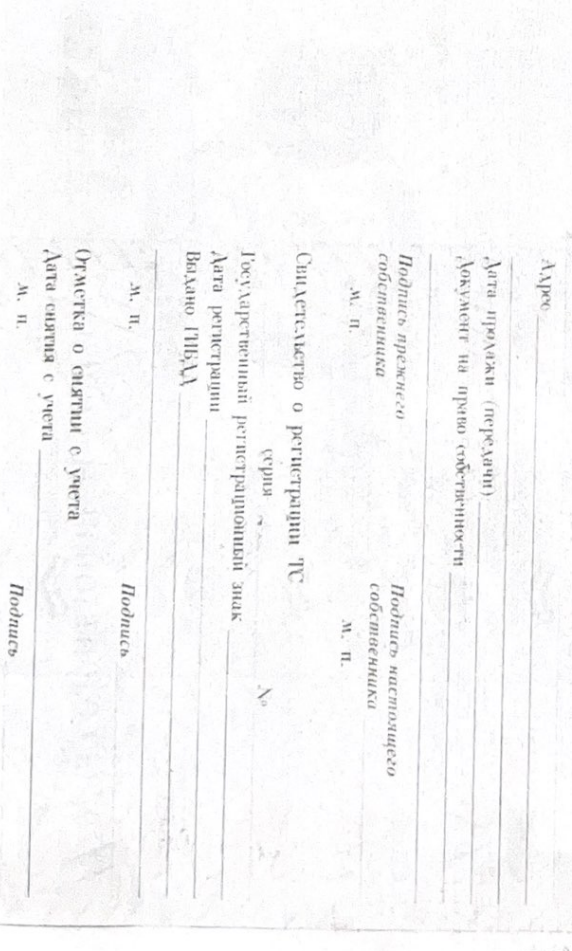 Адрес
Дата продажи (передачи)
Документ на право собственности
Подпись прежнего собственника
Подпись настоящего собственника
М. П.
М. П.
Свидетельство о регистрации ТС
серия №
Государственный регистрационный знак
Дата регистрации
Выдано ГИБДД
М. П.
Подпись
Отметка о снятии с учета
Дата снятия с учета
М. П.
Подпись